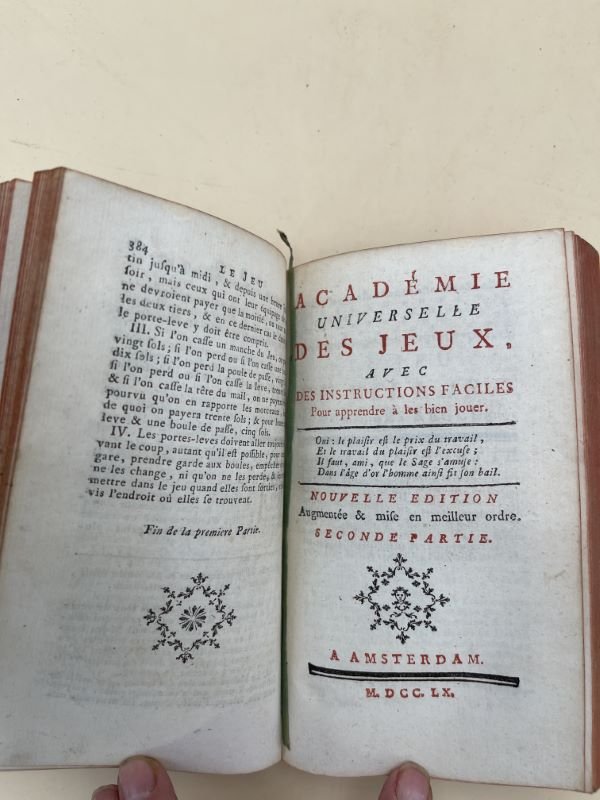 384
LE JEU
tin juſqu'à midi, & depuis une heure
ſoir, mais ceux qui ont leur équipage
ne devroient payer que la moitié, ou
les deux tiers, & en ce dernier cas le
le porte-leve y doit être compris.
III. Si l'on caſſe un manche du Jeu, on
vingt ſols; ſi l'on perd la poule de paſſe, vingt
dix ſols; ſi l'on perd ou ſi l'on caſſe
ſi l'on perd ou ſi l'on caſſe la leve,
& ſi l'on caſſe la tête du mail, on ne payera
pourvu qu'on en rapporte les morceaux,
de quoi on payera trente ſols; & pour
leve & une boule de paſſe, cinq ſols.
IV. Les portes-leves doivent aller toujours
vant le coup, autant qu'il eſt poſſible, pour
gare, prendre garde aux boules, empêcher
ne les change, ni qu'on ne les perde, &
mettre dans le jeu quand elles ſont ſorties,
vis l'endroit où elles ſe trouvent.
Fin de la premiere Partie.
ACADÉMIE
UNIVERSELLE
DES JEUX,
AVEC
DES INSTRUCTIONS FACILES
Pour apprendre à les bien jouer.
Oui: le plaiſir eſt le prix du travail,
Et le travail du plaiſir eſt l'excuſe;
Il faut, ami, que le Sage s'amuſe:
Dans l'âge d'or l'homme ainſi fit ſon bail.
NOUVELLE EDITION
Augmentée & miſe en meilleur ordre.
SECONDE PARTIE.
A AMSTERDAM.
M. DCC. LX.